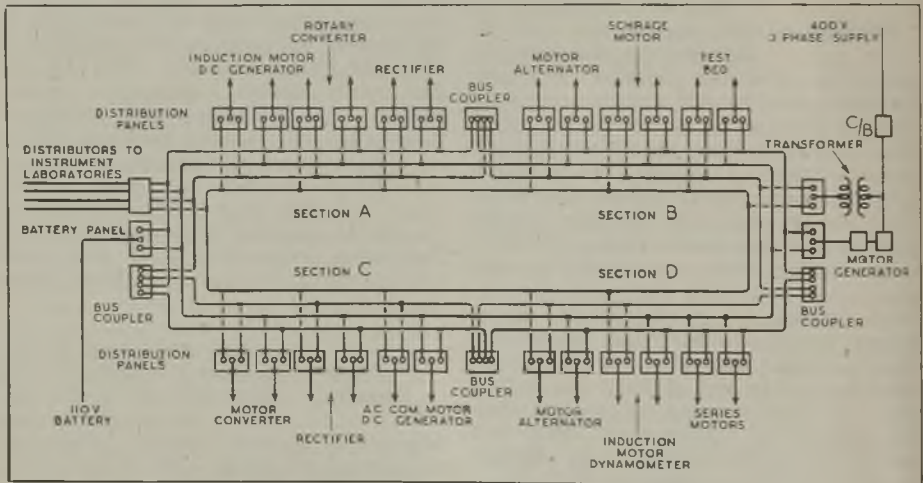 ROTARY
CONVERTER
SCHRAGE
MOTOR
400 V
3 PHASE SUPPLY
INDUCTION MOTOR
D.C. GENERATOR
RECTIFIER
BUS
COUPLER
MOTOR
ALTERNATOR
TEST
BED
DISTRIBUTION
PANELS
C/B
TRANSFORMER
DISTRIBUTORS TO
INSTRUMENT
LABORATORIES
SECTION A
SECTION B
BATTERY PANEL
SECTION C
SECTION D
MOTOR
GENERATOR
BUS
COUPLER
BUS
COUPLER
DISTRIBUTION
PANELS
BUS
COUPLER
110 V
BATTERY
MOTOR
CONVERTER
RECTIFIER
A.C. COM. MOTOR
D.C. GENERATOR
MOTOR
ALTERNATOR
INDUCTION
MOTOR
DYNAMOMETER
SERIES
MOTORS